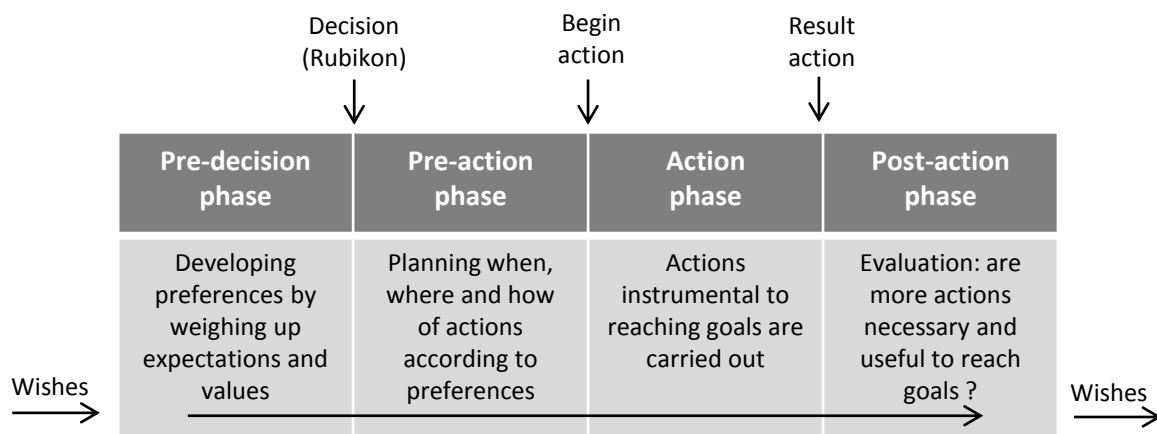 Decision
(Rubikon)
Begin
action
Result
action
Pre-decision
phase
Pre-action
phase
Action
phase
Post-action
phase
Developing
preferences by
weighing up
expectations and
values
Planning when,
where and how
of actions
according to
preferences
Actions
instrumental to
reaching goals are
carried out
Evaluation: are
more actions
necessary and
useful to reach
goals ?
Wishes
Wishes